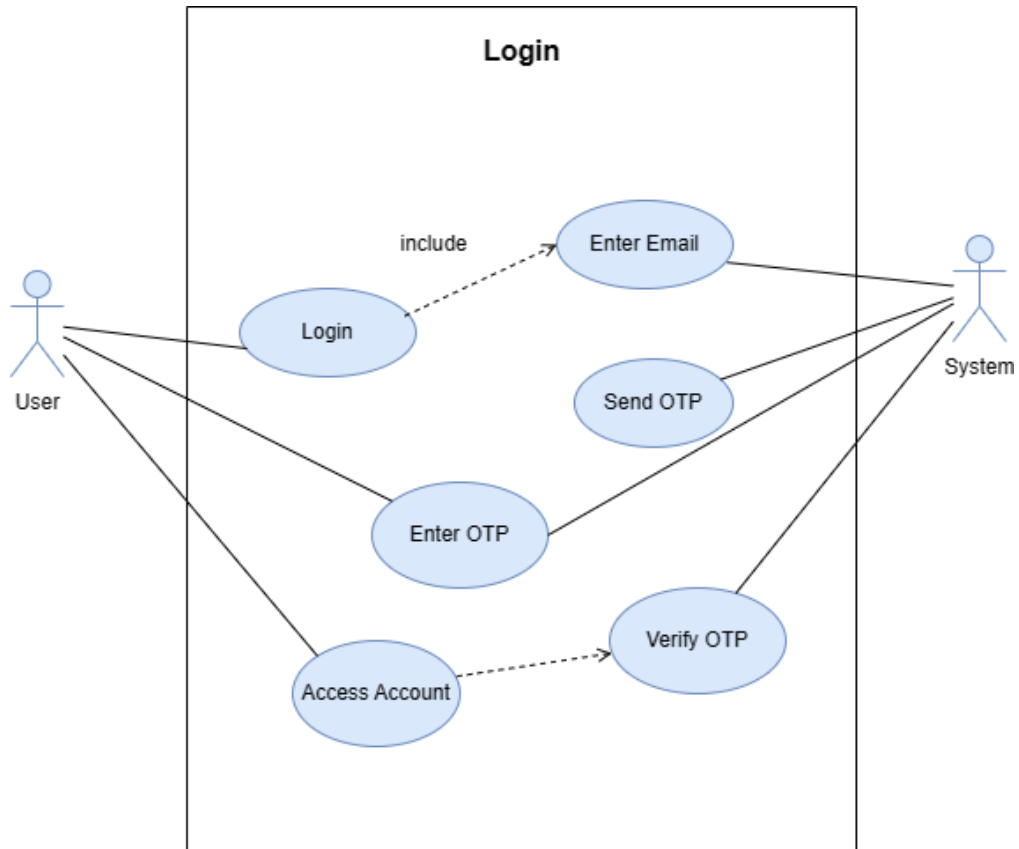 Login
include
Enter Email
Login
User
System
Send OTP
Enter OTP
Verify OTP
Access Account